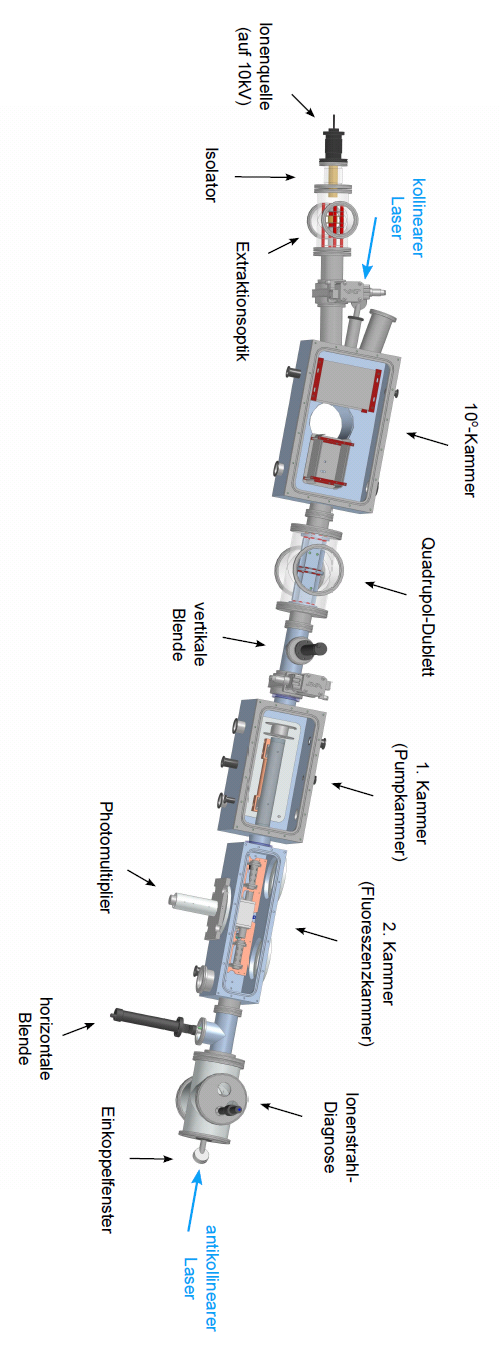 Ionenquelle
(auf 10kV)
Isolator
Extraktionsoptik
kollinearer
Laser
10°-Kammer
Quadrupol-Dublett
vertikale
Blende
1. Kammer
(Pumpkammer)
2. Kammer
(Fluoreszenzkammer)
Photomultiplier
horizontale
Blende
Ionenstrahl-
Diagnose
Einkoppelfenster
antikollinearer
Laser